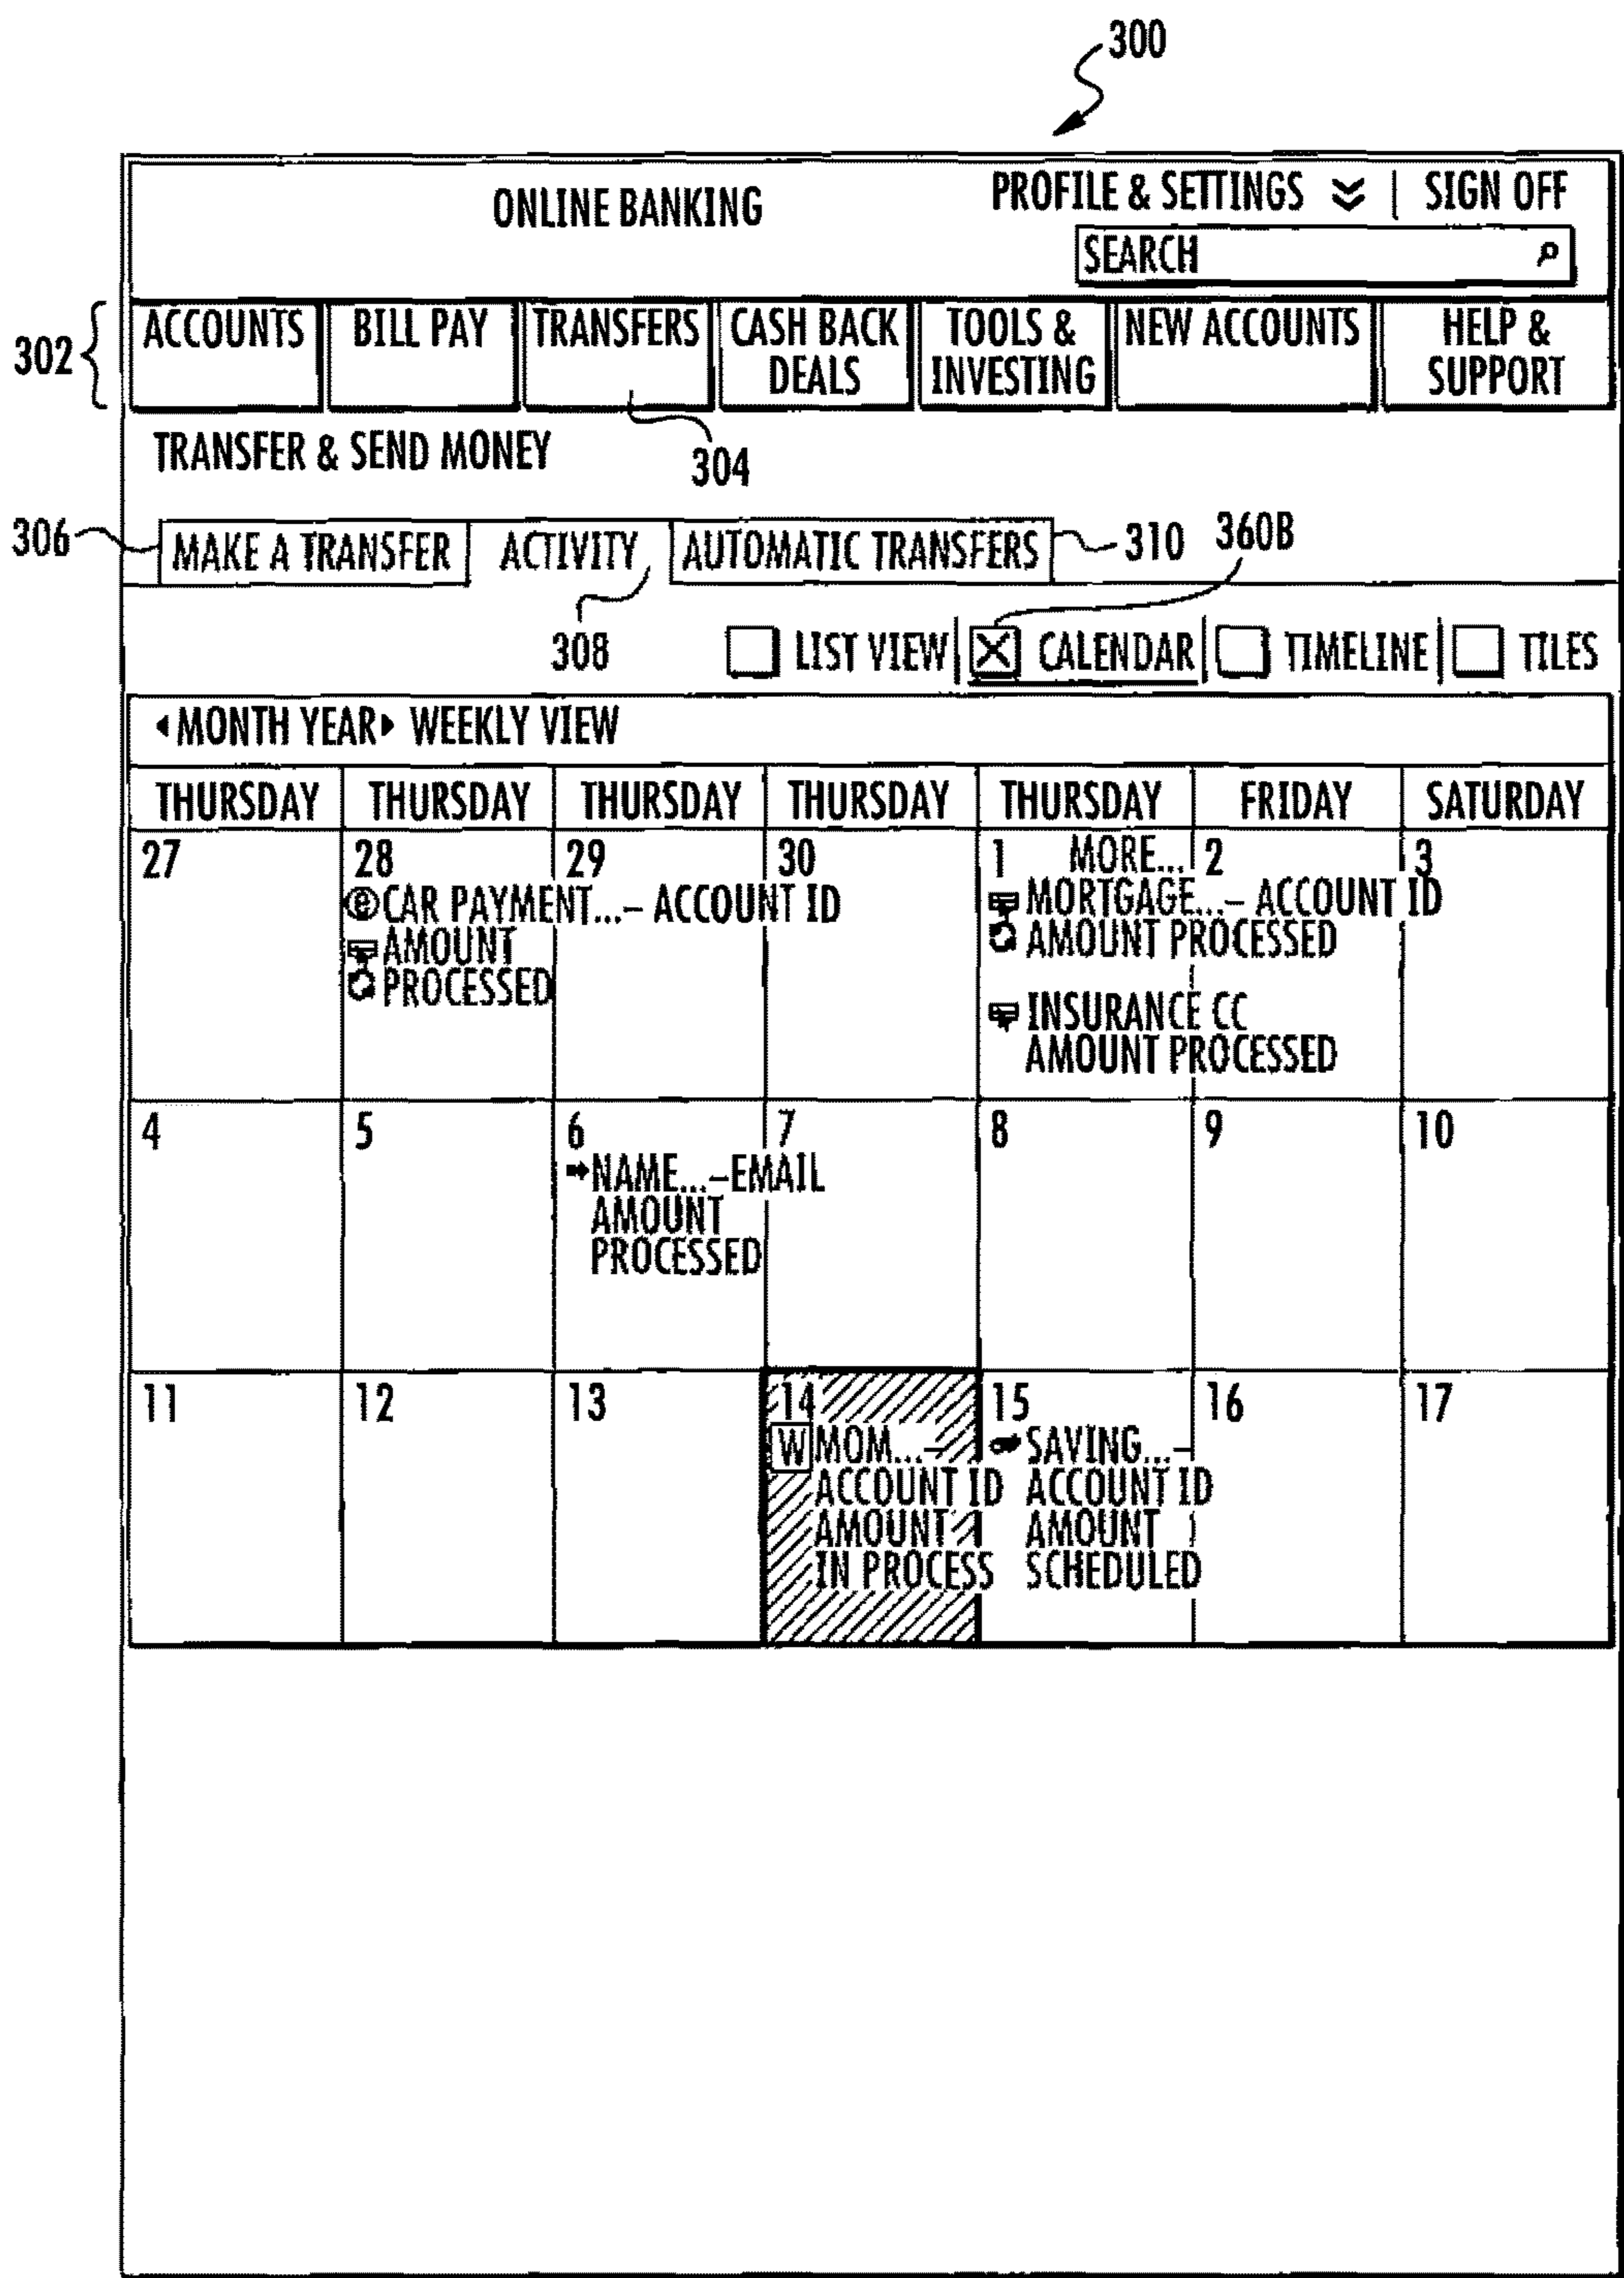 300
ONLINE BANKING
PROFILE & SETTINGS | SIGN OFF
SEARCH
302
ACCOUNTS
BILL PAY
TRANSFERS
CASH BACK
DEALS
TOOLS &
INVESTING
NEW ACCOUNTS
HELP &
SUPPORT
TRANSFER & SEND MONEY
304
306
MAKE A TRANSFER
ACTIVITY
AUTOMATIC TRANSFERS
310
360B
308
LIST VIEW | CALENDAR | TIMELINE | TILES
MONTH YEAR WEEKLY VIEW
THURSDAY THURSDAY THURSDAY THURSDAY THURSDAY FRIDAY SATURDAY
27
28
e CAR PAYMENT...– ACCOUNT ID
AMOUNT
PROCESSED
29
30
1 MORE...
MORTGAGE...– ACCOUNT ID
AMOUNT PROCESSED
INSURANCE CC
AMOUNT PROCESSED
2
3
4
5
6
NAME...–EMAIL
AMOUNT
PROCESSED
7
8
9
10
11
12
13
14
W MOM...–
ACCOUNT ID
AMOUNT
IN PROCESS
15
SAVING...–
ACCOUNT ID
AMOUNT
SCHEDULED
16
17